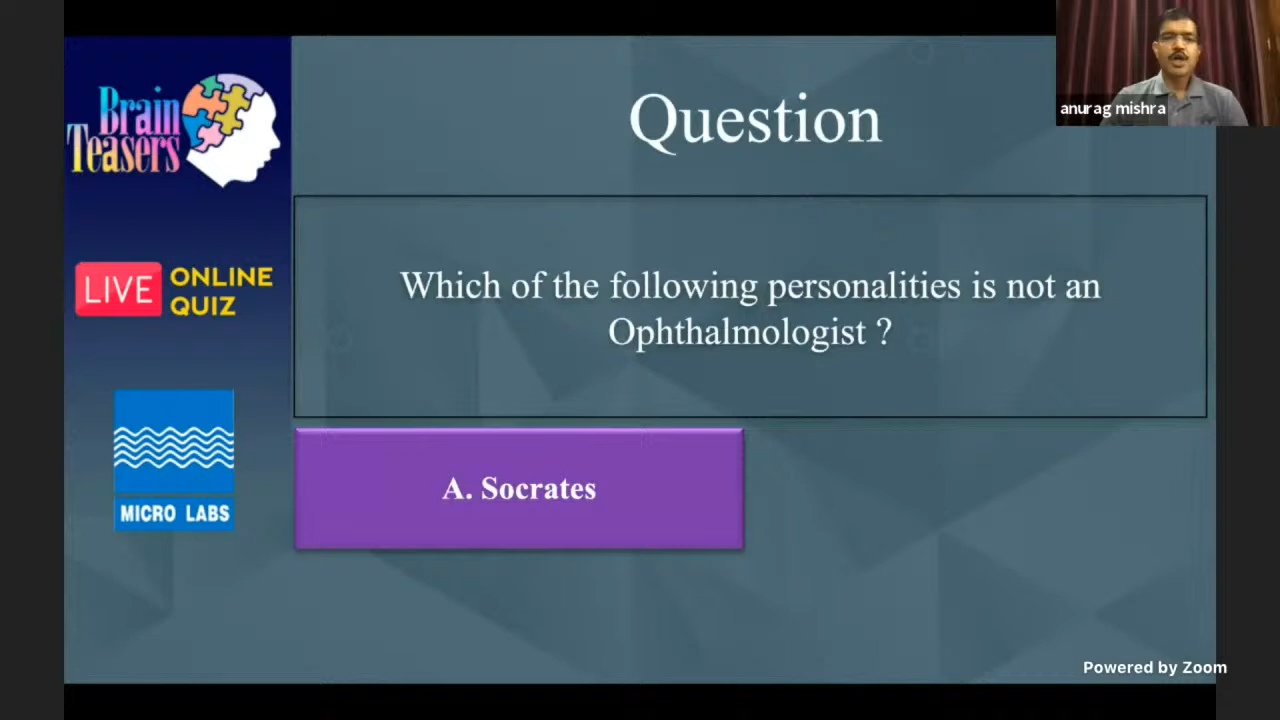 Brain
Teasers
Question
anurag mishra
Which of the following personalities is not an
Ophthalmologist ?
LIVE ONLINE
QUIZ
A. Socrates
MICRO LABS
Powered by Zoom